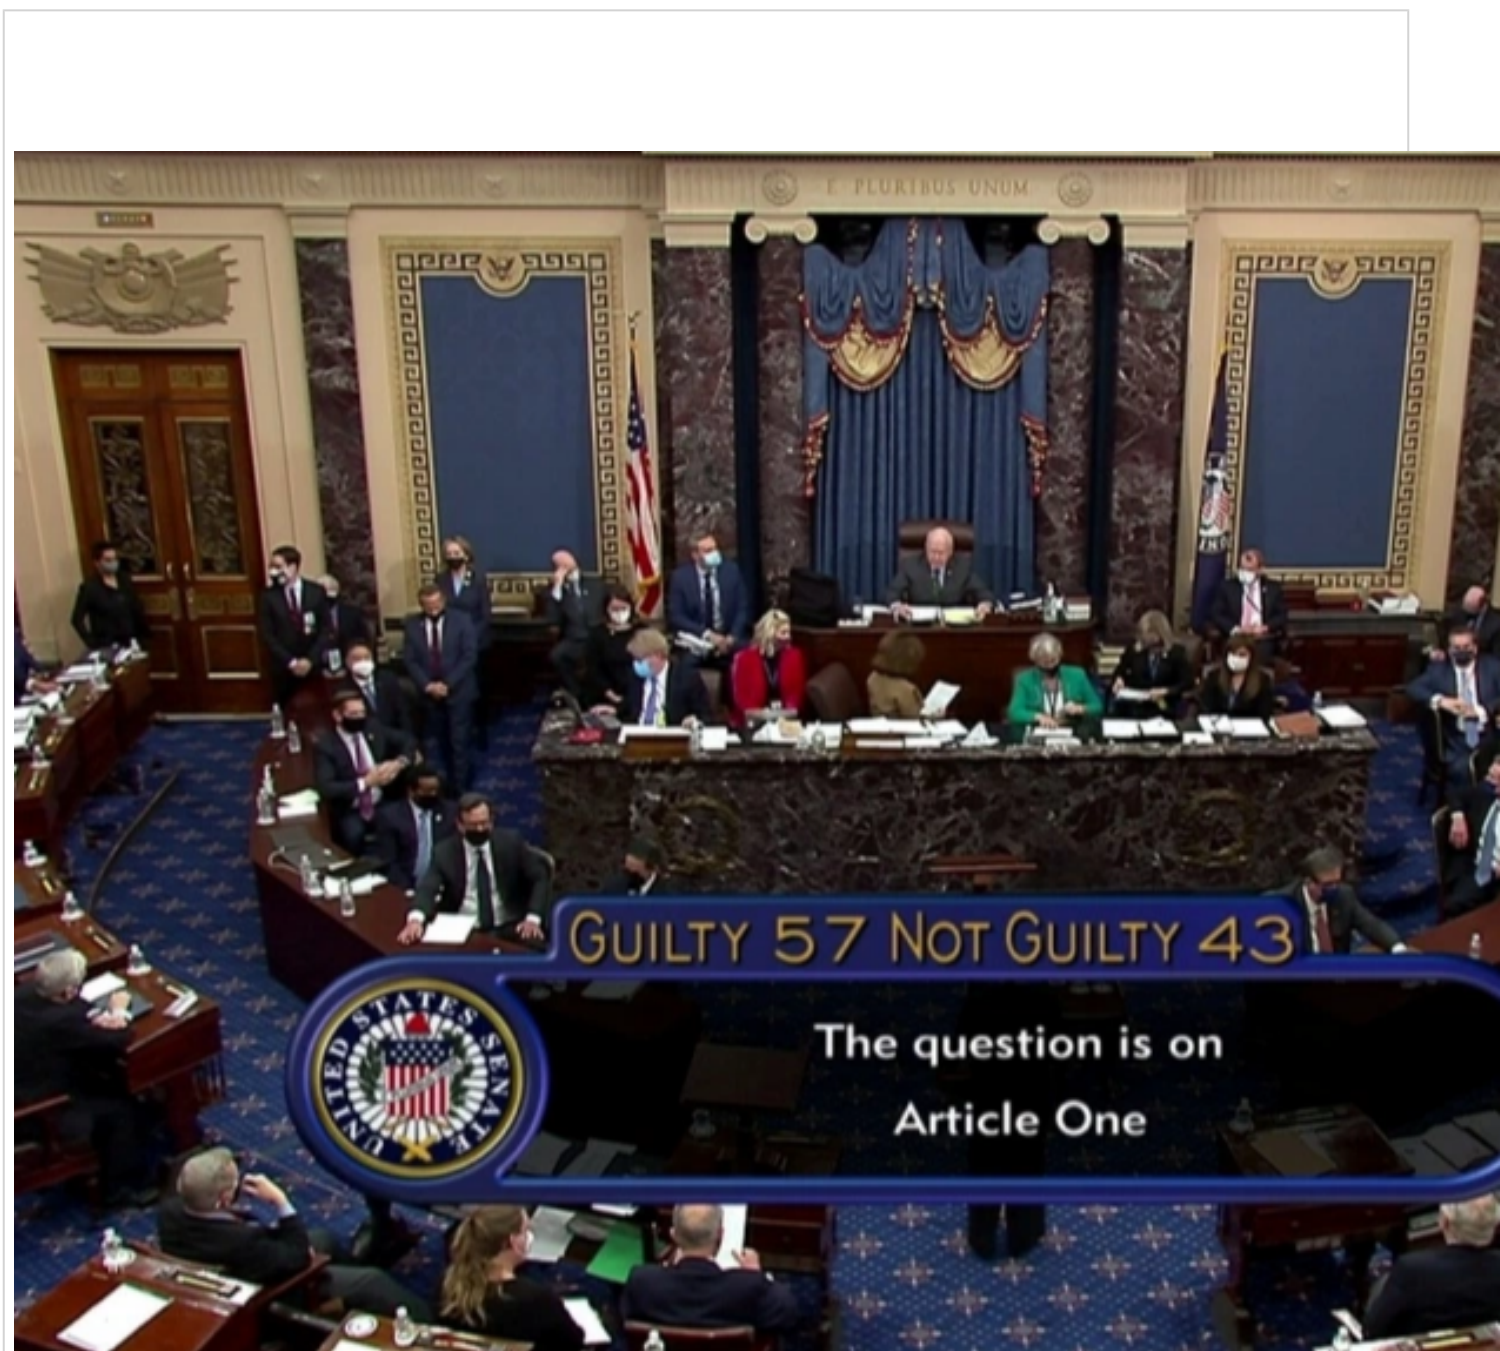 E PLURIBUS UNUM
GUILTY 57 NOT GUILTY 43
UNITED STATES SENATE
The question is on
Article One